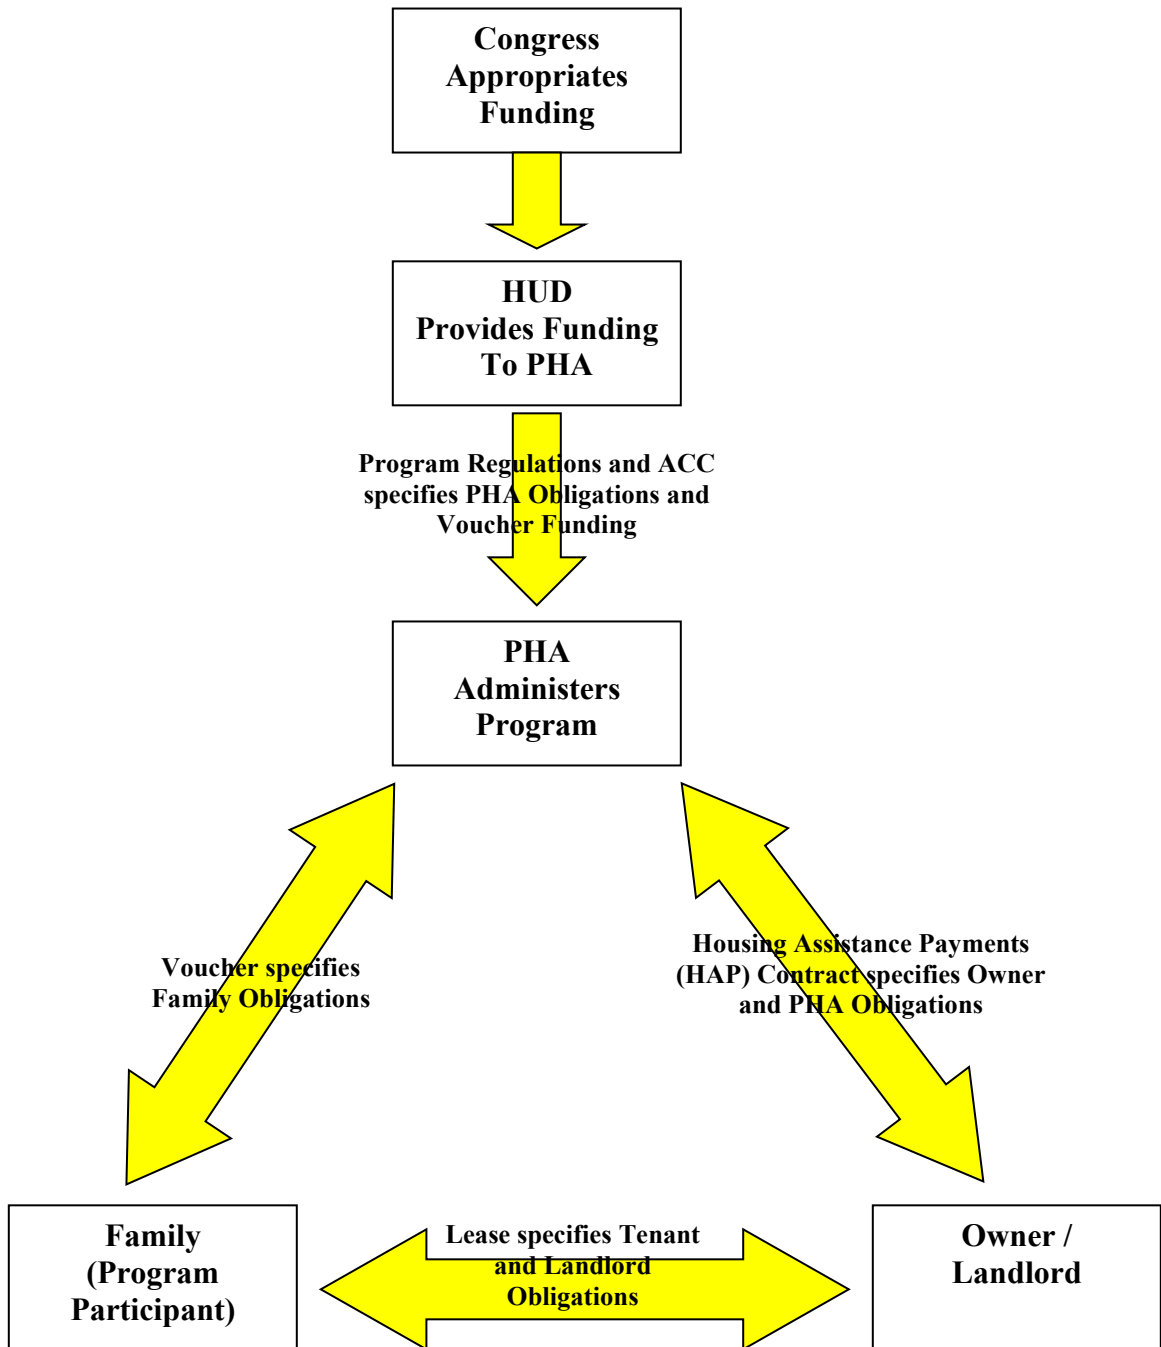 Congress
Appropriates
Funding
HUD
Provides Funding
To PHA
Program Regulations and ACC
specifies PHA Obligations and
Voucher Funding
PHA
Administers
Program
Voucher specifies
Family Obligations
Housing Assistance Payments
(HAP) Contract specifies Owner
and PHA Obligations
Family
(Program
Participant)
Lease specifies Tenant
and Landlord
Obligations
Owner /
Landlord